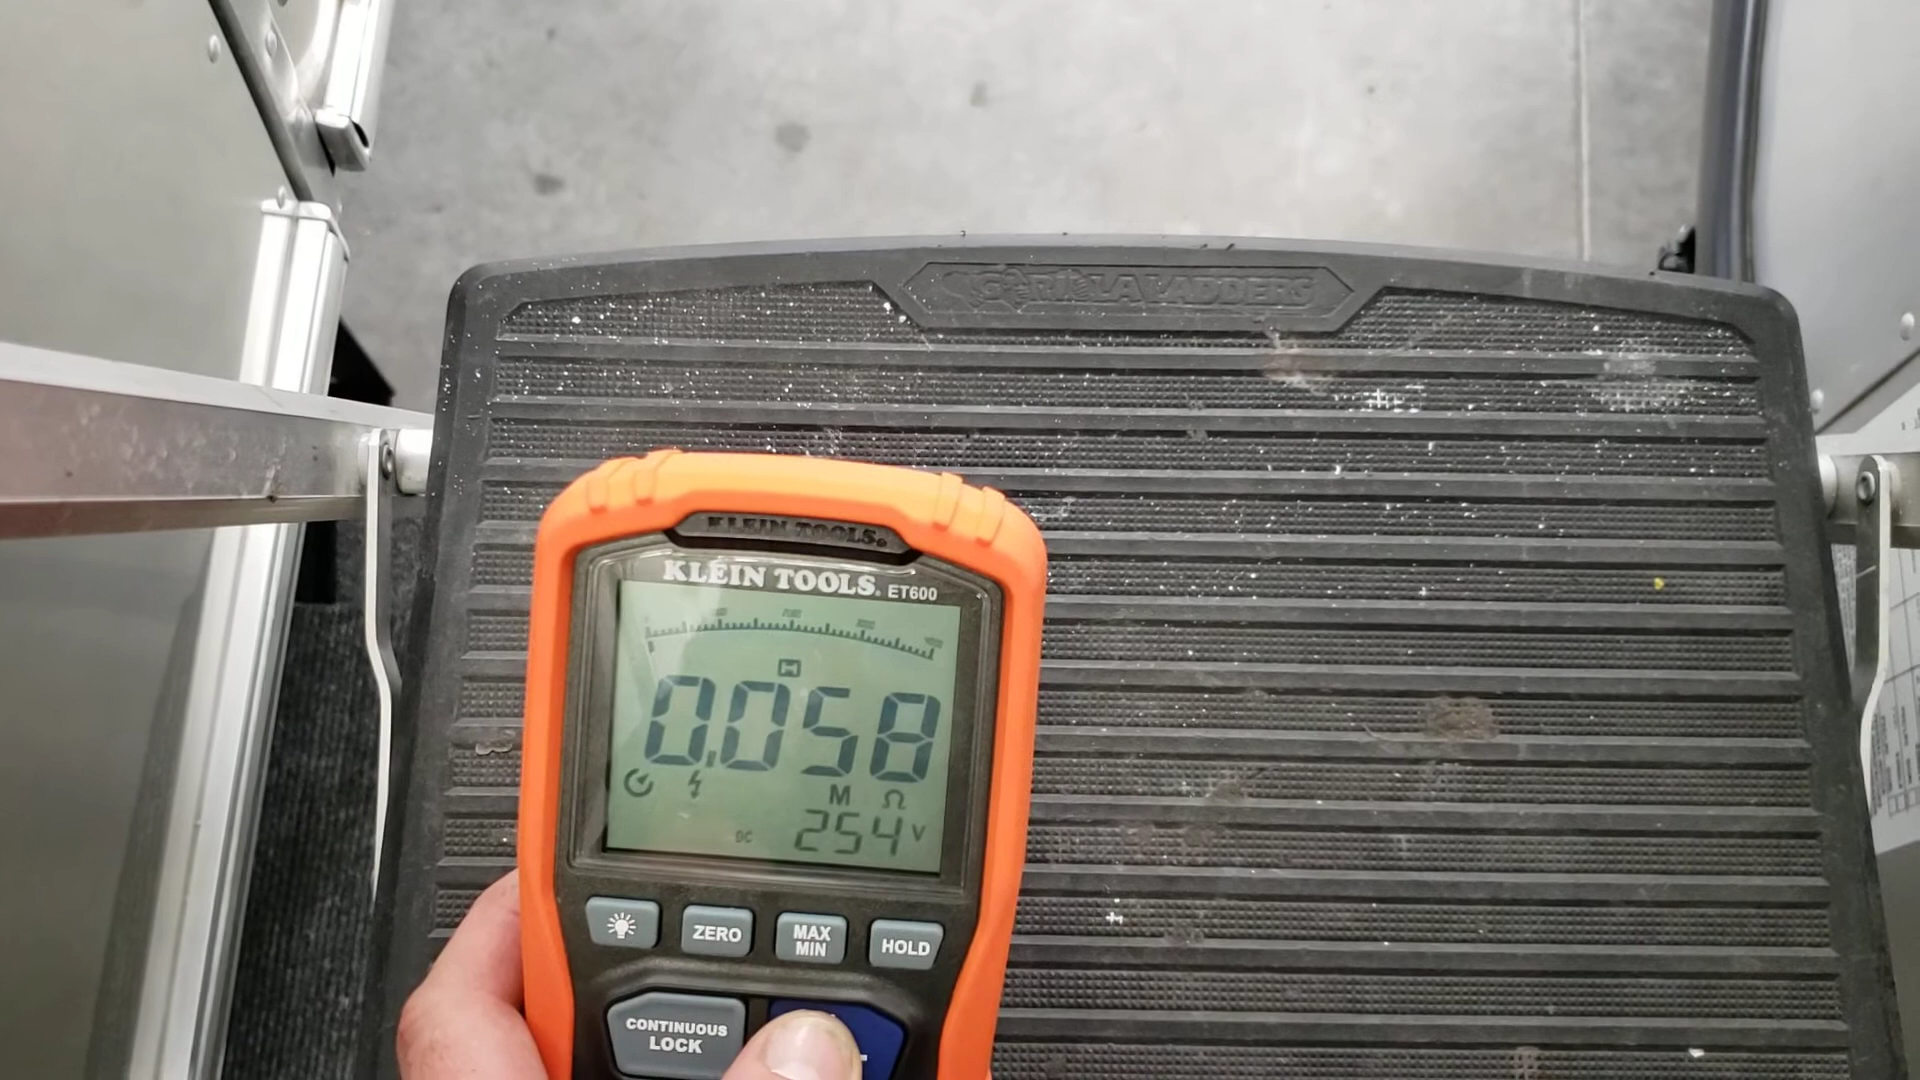 GORILLA LADDERS
KLEIN TOOLS®
KLEIN TOOLS® ET600
0.058
M Ω
DC 254 V
ZERO
MAX
MIN
HOLD
CONTINUOUS
LOCK